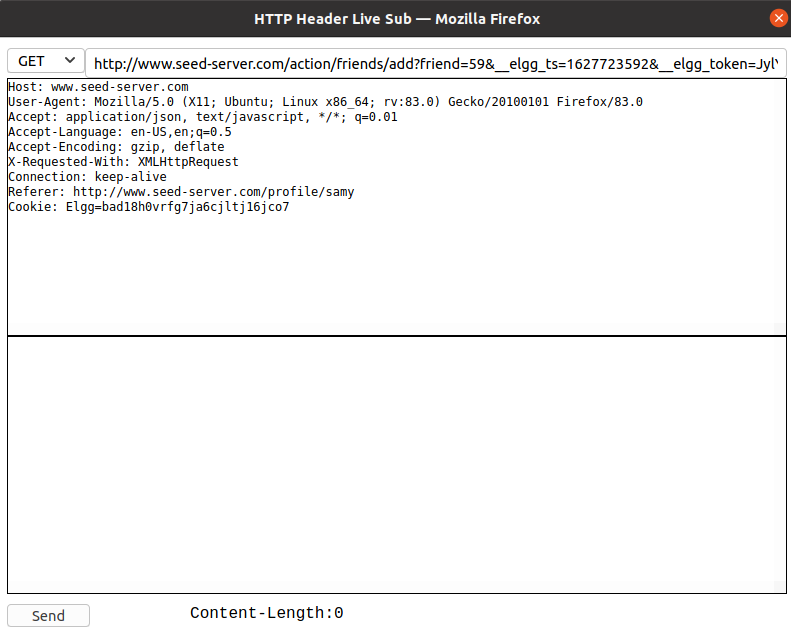 HTTP Header Live Sub — Mozilla Firefox
GET http://www.seed-server.com/action/friends/add?friend=59&__elgg_ts=1627723592&__elgg_token=Jyl
Host: www.seed-server.com
User-Agent: Mozilla/5.0 (X11; Ubuntu; Linux x86_64; rv:83.0) Gecko/20100101 Firefox/83.0
Accept: application/json, text/javascript, */*; q=0.01
Accept-Language: en-US,en;q=0.5
Accept-Encoding: gzip, deflate
X-Requested-With: XMLHttpRequest
Connection: keep-alive
Referer: http://www.seed-server.com/profile/samy
Cookie: Elgg=bad18h0vrfg7ja6cjltj16jco7
Send Content-Length:0